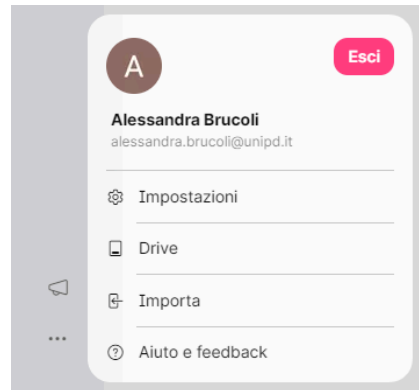 A
Esci
Alessandra Brucoli
alessandra.brucoli@unipd.it
Impostazioni
Drive
Importa
Aiuto e feedback